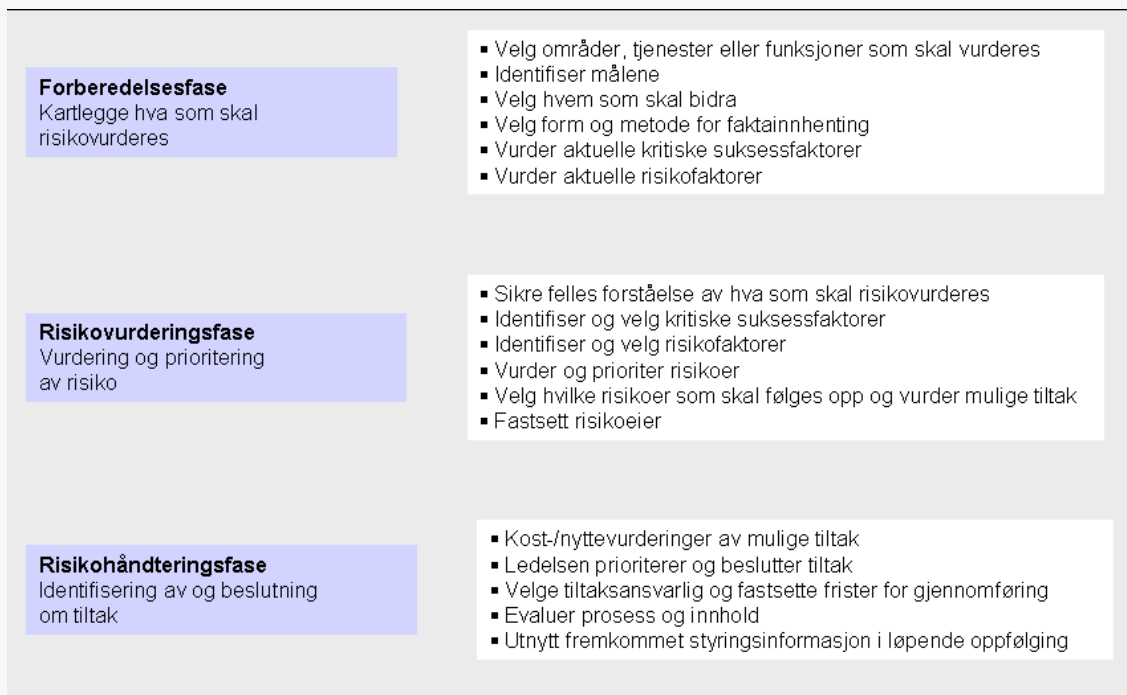 Forberedelsesfase
Kartlegge hva som skal
risikovurderes
▪ Velg områder, tjenester eller funksjoner som skal vurderes
▪ Identifiser målene
▪ Velg hvem som skal bidra
▪ Velg form og metode for faktainnhenting
▪ Vurder aktuelle kritiske suksessfaktorer
▪ Vurder aktuelle risikofaktorer
Risikovurderingsfase
Vurdering og prioritering
av risiko
▪ Sikre felles forståelse av hva som skal risikovurderes
▪ Identifiser og velg kritiske suksessfaktorer
▪ Identifiser og velg risikofaktorer
▪ Vurder og prioriter risikoer
▪ Velg hvilke risikoer som skal følges opp og vurder mulige tiltak
▪ Fastsett risikoeier
Risikohåndteringsfase
Identifisering av og beslutning
om tiltak
▪ Kost-/nyttevurderinger av mulige tiltak
▪ Ledelsen prioriterer og beslutter tiltak
▪ Velge tiltaksansvarlig og fastsette frister for gjennomføring
▪ Evaluer prosess og innhold
▪ Utnytt fremkommet styringsinformasjon i løpende oppfølging